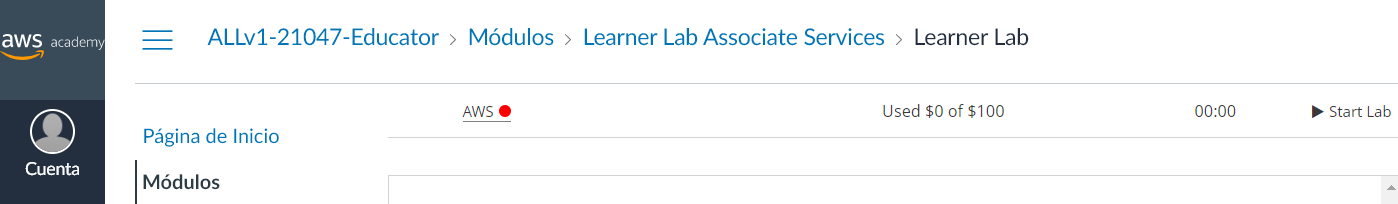 aws academy
ALLv1-21047-Educator > Módulos > Learner Lab Associate Services > Learner Lab
AWS Used $0 of $100 00:00 Start Lab
Cuenta
Página de Inicio
Módulos